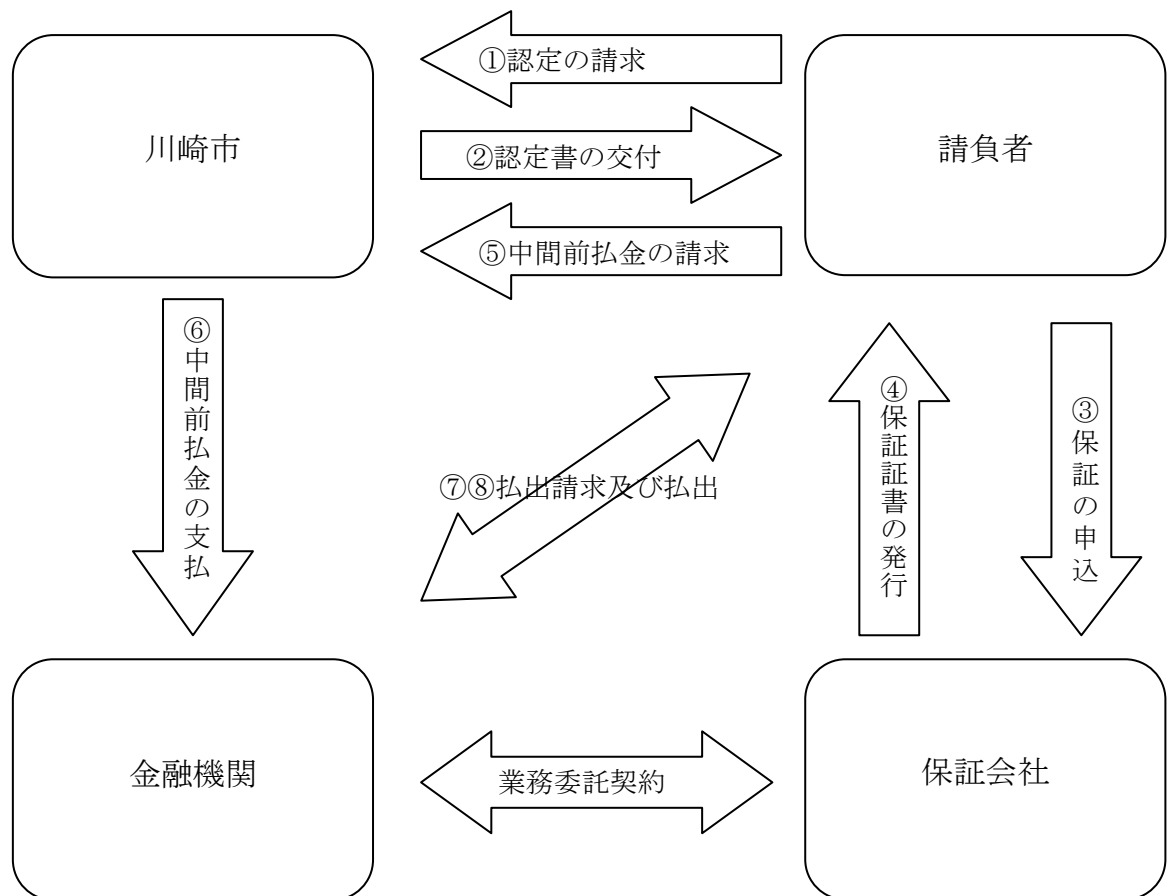 ①認定の請求
川崎市
②認定書の交付
請負者
⑤中間前払金の請求
⑥中間前払金の支払
④保証証書の発行
③保証の申込
⑦⑧払出請求及び払出
金融機関
業務委託契約
保証会社